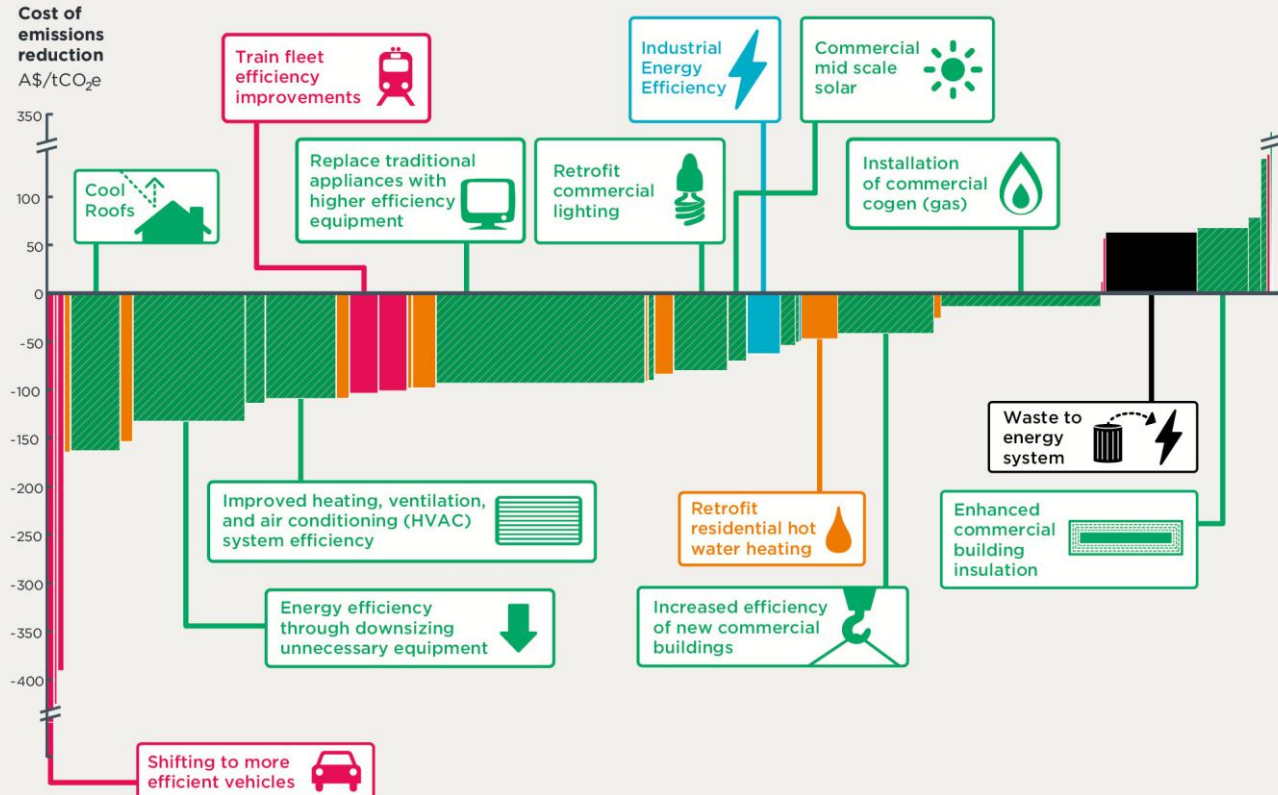 Cost of
emissions
reduction
A$/tCO₂e
350
100
50
0
-50
-100
-150
-200
-250
-300
-350
-400
Train fleet
efficiency
improvements
Industrial
Energy
Efficiency
Commercial
mid scale
solar
Cool
Roofs
Replace traditional
appliances with
higher efficiency
equipment
Retrofit
commercial
lighting
Installation
of commercial
cogen (gas)
Waste to
energy
system
Improved heating, ventilation,
and air conditioning (HVAC)
system efficiency
Retrofit
residential hot
water heating
Enhanced
commercial
building
insulation
Energy efficiency
through downsizing
unnecessary equipment
Increased efficiency
of new commercial
buildings
Shifting to more
efficient vehicles